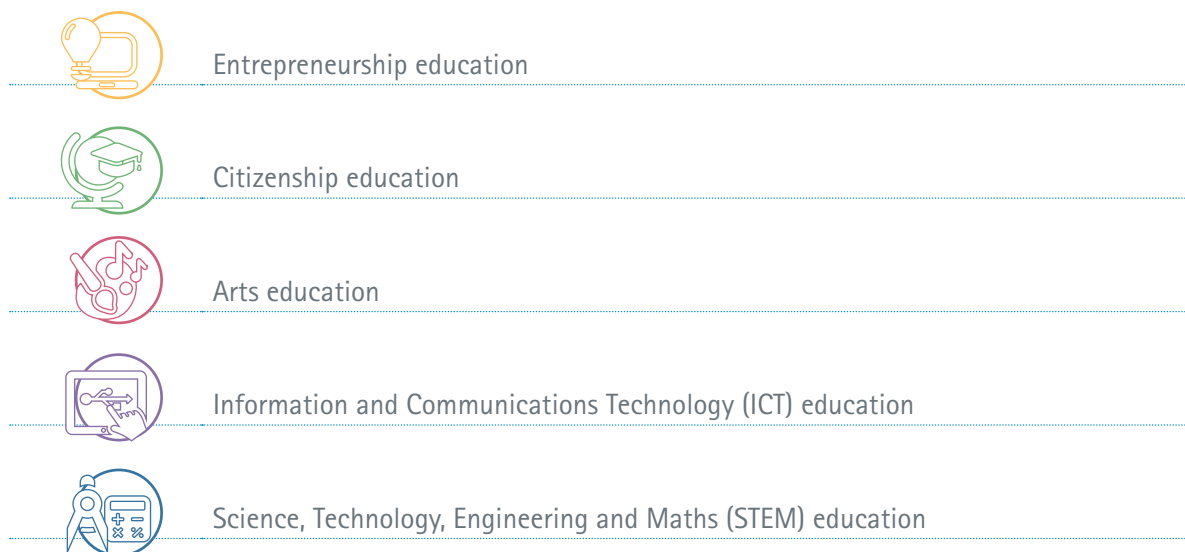 Entrepreneurship education
Citizenship education
Arts education
Information and Communications Technology (ICT) education
Science, Technology, Engineering and Maths (STEM) education